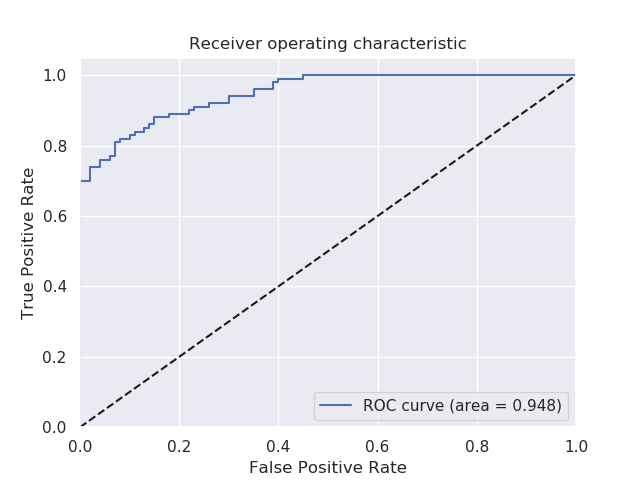 Receiver operating characteristic
1.0
0.8
0.6
0.4
0.2
0.0
True Positive Rate
ROC curve (area = 0.948)
0.0 0.2 0.4 0.6 0.8 1.0
False Positive Rate